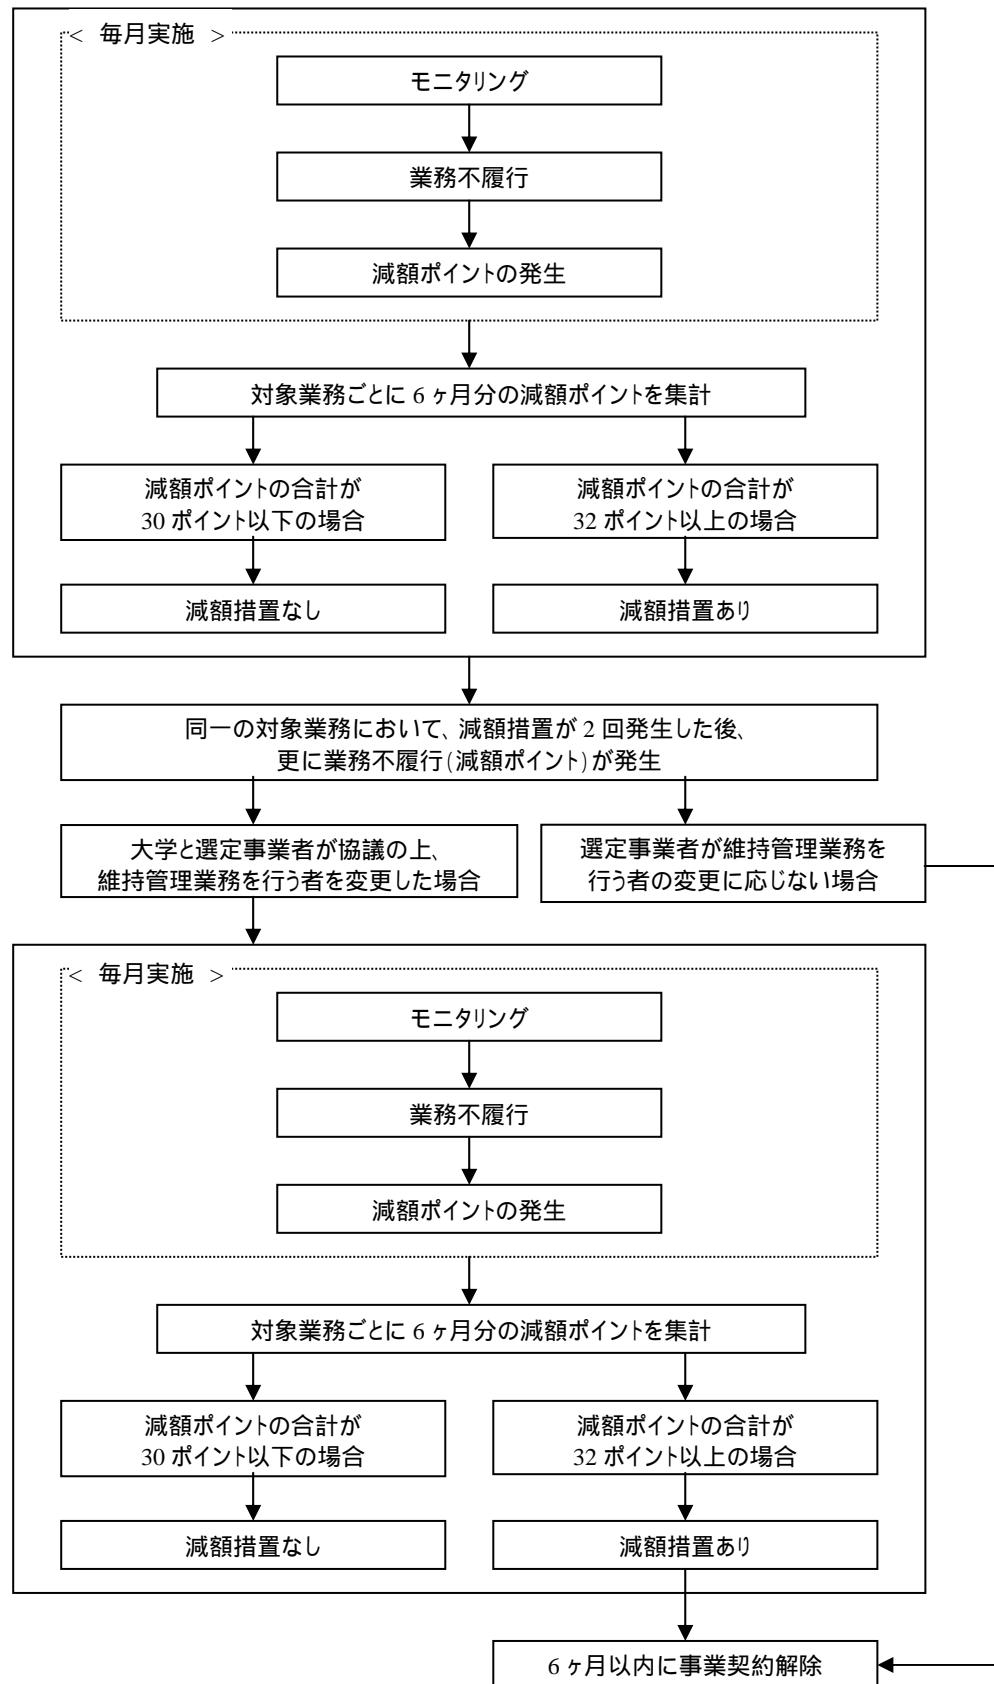 < 毎月実施 >
モニタリング
業務不履行
減額ポイントの発生
対象業務ごとに 6 ヶ月分の減額ポイントを集計
減額ポイントの合計が
30 ポイント以下の場合
減額ポイントの合計が
32 ポイント以上の場合
減額措置なし
減額措置あり
同一の対象業務において、減額措置が 2 回発生した後、
更に業務不履行(減額ポイント)が発生
大学と選定事業者が協議の上、
維持管理業務を行う者を変更した場合
選定事業者が維持管理業務を
行う者の変更に応じない場合
< 毎月実施 >
モニタリング
業務不履行
減額ポイントの発生
対象業務ごとに 6 ヶ月分の減額ポイントを集計
減額ポイントの合計が
30 ポイント以下の場合
減額ポイントの合計が
32 ポイント以上の場合
減額措置なし
減額措置あり
6 ヶ月以内に事業契約解除